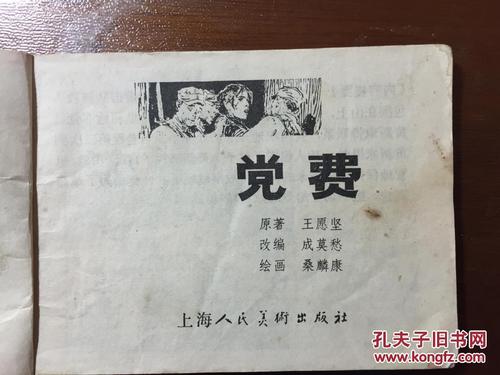 党费
原著 王愿坚
改编 成莫愁
绘画 桑麟康
上海人民美術出版社
孔夫子旧书网
www.kongfz.com